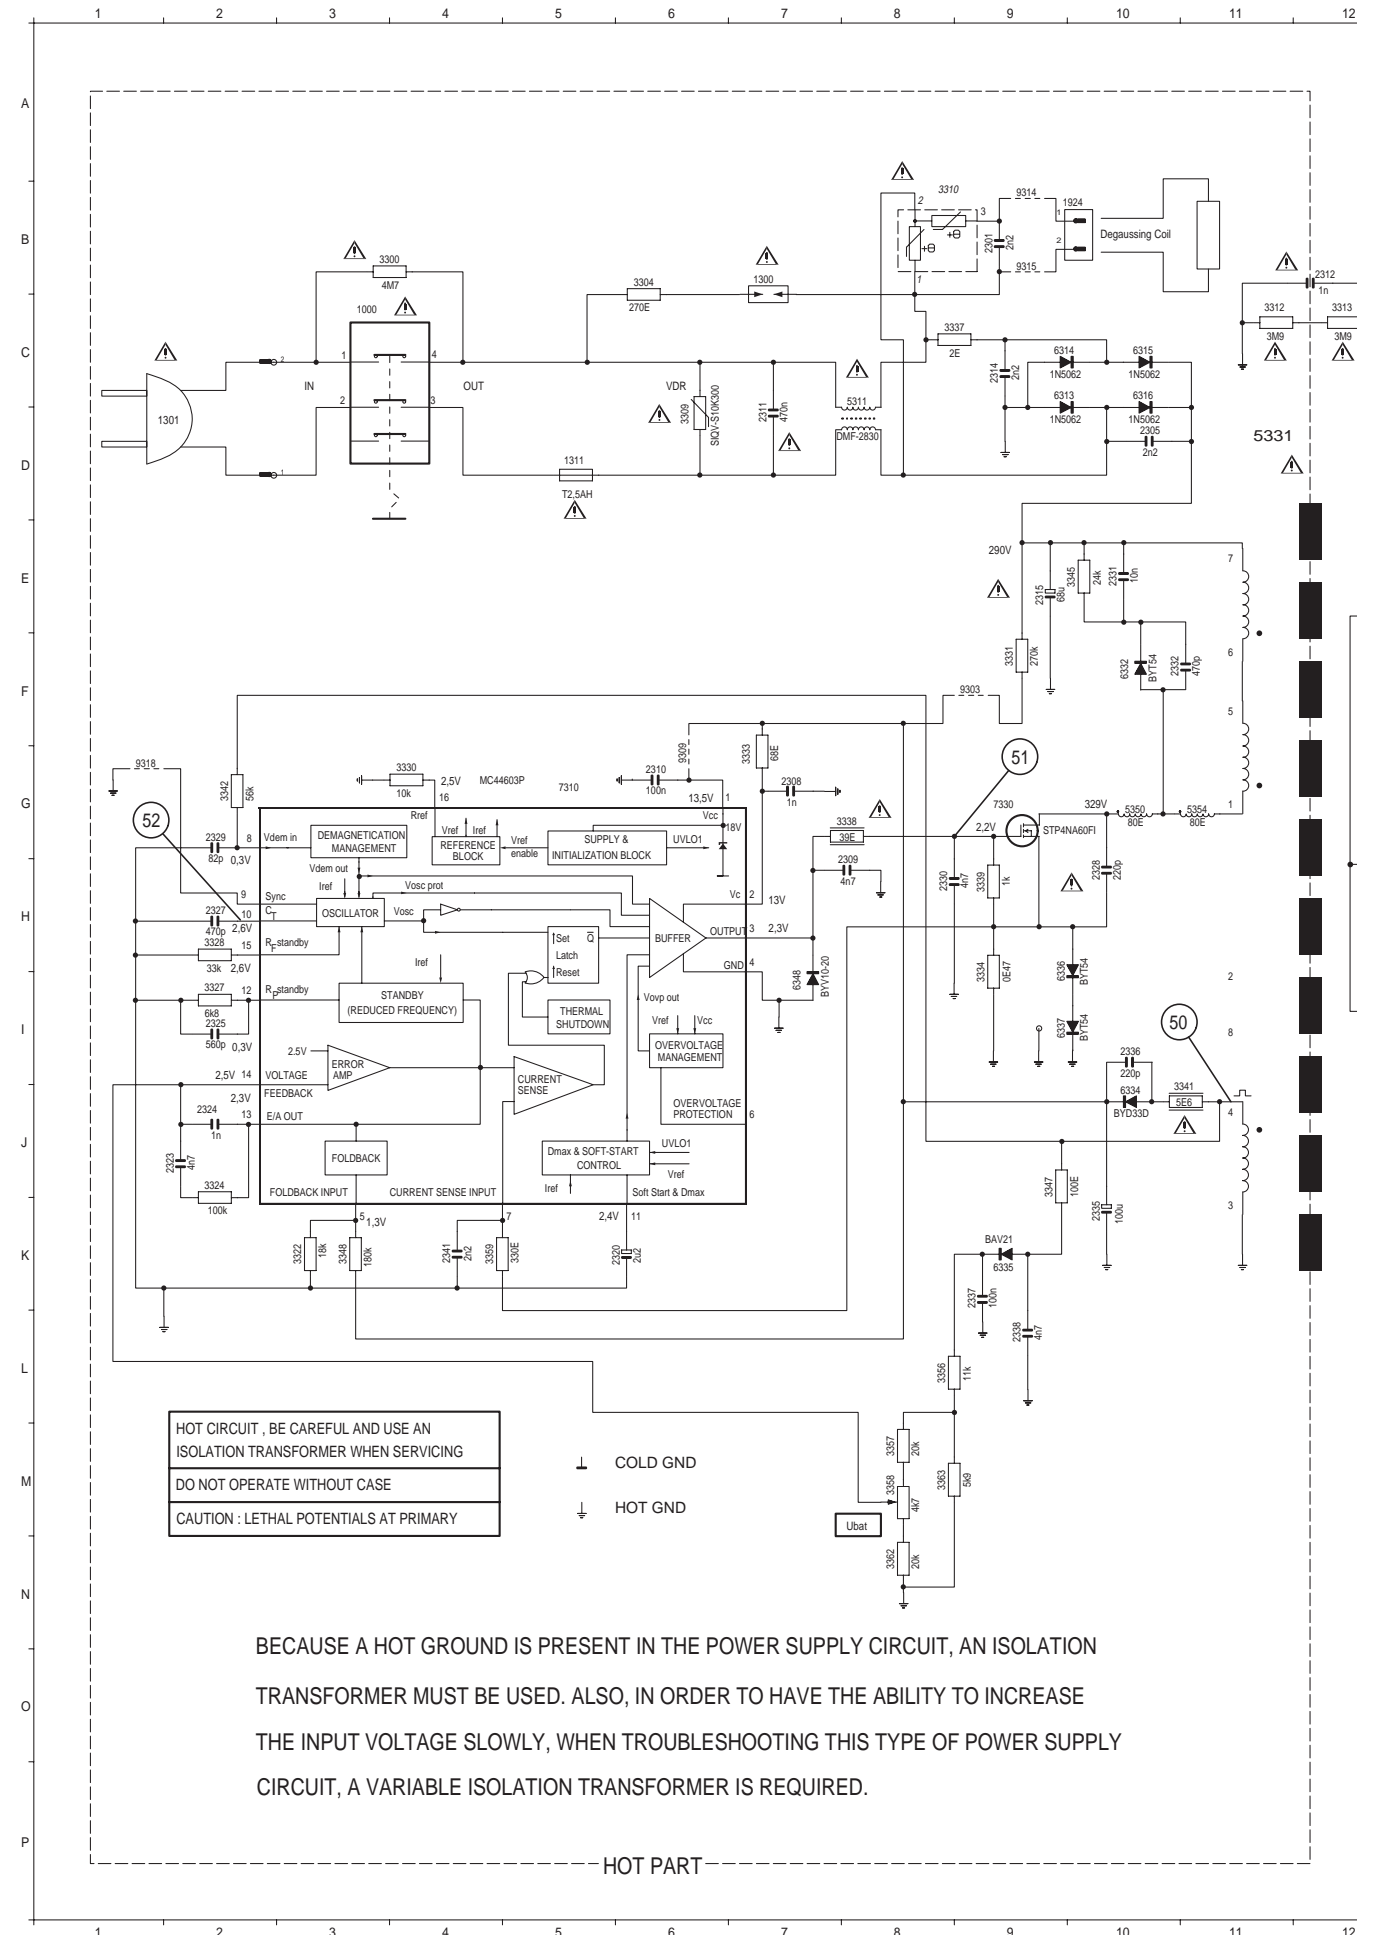 1 2 3 4 5 6 7 8 9 10 11 12
A
B
C
D
E
F
G
H
I
J
K
L
M
N
O
P
3310
2
3
1
+Θ
+Θ
9314
1924
1
2
2301
2n2
9315
Degaussing Coil
3300
4M7
1000
3304
270E
1300
2312
1n
3312
3M9
3313
3M9
3337
2E
2314
2n2
6314
1N5062
6315
1N5062
6313
1N5062
6316
1N5062
2305
2n2
1301
2
1
IN
1
2
4
3
OUT
VDR
3309
SIQV-S10K300
2311
470n
5311
DMF-2830
1311
T2,5AH
5331
290V
2315
68u
3345
24k
2331
10n
3331
270k
6332
BYT54
2332
470p
7
6
5
1
9303
9318
3342
56k
3330
10k
2,5V
16
MC44603P
7310
2310
100n
9309
13,5V
1
3333
68E
2308
1n
51
52
2329
82p
0,3V
8
Vdem in
DEMAGNETICATION
MANAGEMENT
Rref
Vref
Iref
REFERENCE
BLOCK
Vref
enable
SUPPLY &
INITIALIZATION BLOCK
UVLO1
Vcc
18V
3338
39E
2309
4n7
2,2V
7330
STP4NA60FI
329V
5350
80E
5354
80E
2330
4n7
3339
1k
2328
220p
Vdem out
Iref
Vosc prot
9
Sync
2327
470p
10
2,6V
CT
OSCILLATOR
Vosc
Vc
2
13V
OUTPUT
3
2,3V
GND
4
BUFFER
Set
Q
Latch
Reset
3328
33k
15
2,6V
RF standby
Iref
3327
6k8
12
RP standby
STANDBY
(REDUCED FREQUENCY)
2325
560p
0,3V
THERMAL
SHUTDOWN
Vovp out
Vref
Vcc
OVERVOLTAGE
MANAGEMENT
6348
BYV10-20
3334
0E47
6336
BYT54
6337
BYT54
2
8
50
2.5V
ERROR
AMP
2,5V
14
VOLTAGE
FEEDBACK
CURRENT
SENSE
OVERVOLTAGE
PROTECTION
6
2336
220p
6334
BYD33D
3341
5E6
4
2,3V
13
E/A OUT
2324
1n
2323
4n7
3324
100k
FOLDBACK
Dmax & SOFT-START
CONTROL
UVLO1
Vref
Iref
FOLDBACK INPUT
CURRENT SENSE INPUT
Soft Start & Dmax
5
1,3V
7
2,4V
11
3322
18k
3348
180k
2341
2n2
3359
330E
2320
2u2
3347
100E
2335
100u
3
BAV21
6335
2337
100n
2338
4n7
3356
11k
3357
20k
3358
4k7
3363
5k9
3362
20k
Ubat
HOT CIRCUIT , BE CAREFUL AND USE AN
ISOLATION TRANSFORMER WHEN SERVICING
DO NOT OPERATE WITHOUT CASE
CAUTION : LETHAL POTENTIALS AT PRIMARY
COLD GND
HOT GND
BECAUSE A HOT GROUND IS PRESENT IN THE POWER SUPPLY CIRCUIT, AN ISOLATION
TRANSFORMER MUST BE USED. ALSO, IN ORDER TO HAVE THE ABILITY TO INCREASE
THE INPUT VOLTAGE SLOWLY, WHEN TROUBLESHOOTING THIS TYPE OF POWER SUPPLY
CIRCUIT, A VARIABLE ISOLATION TRANSFORMER IS REQUIRED.
HOT PART
1 2 3 4 5 6 7 8 9 10 11 12